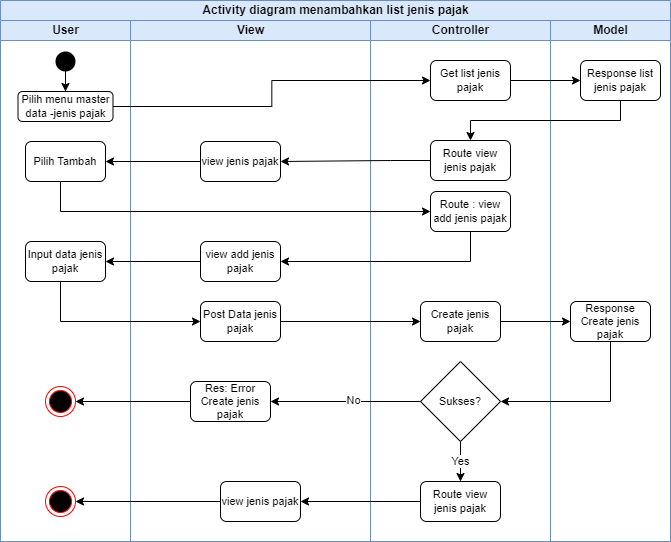 Activity diagram menambahkan list jenis pajak
User
View
Controller
Model
Get list jenis
pajak
Response list
jenis pajak
Pilih menu master
data -jenis pajak
Pilih Tambah
view jenis pajak
Route view
jenis pajak
Route : view
add jenis pajak
Input data jenis
pajak
view add jenis
pajak
Post Data jenis
pajak
Create jenis
pajak
Response
Create jenis
pajak
Res: Error
Create jenis
pajak
No
Sukses?
Yes
view jenis pajak
Route view
jenis pajak